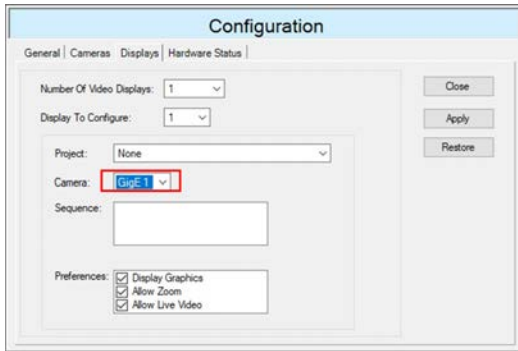 Configuration
General Cameras Displays Hardware Status
Number Of Video Displays: 1
Close
Display To Configure: 1
Apply
Project: None
Restore
Camera: GigE 1
Sequence:
Preferences: Display Graphics
Allow Zoom
Allow Live Video